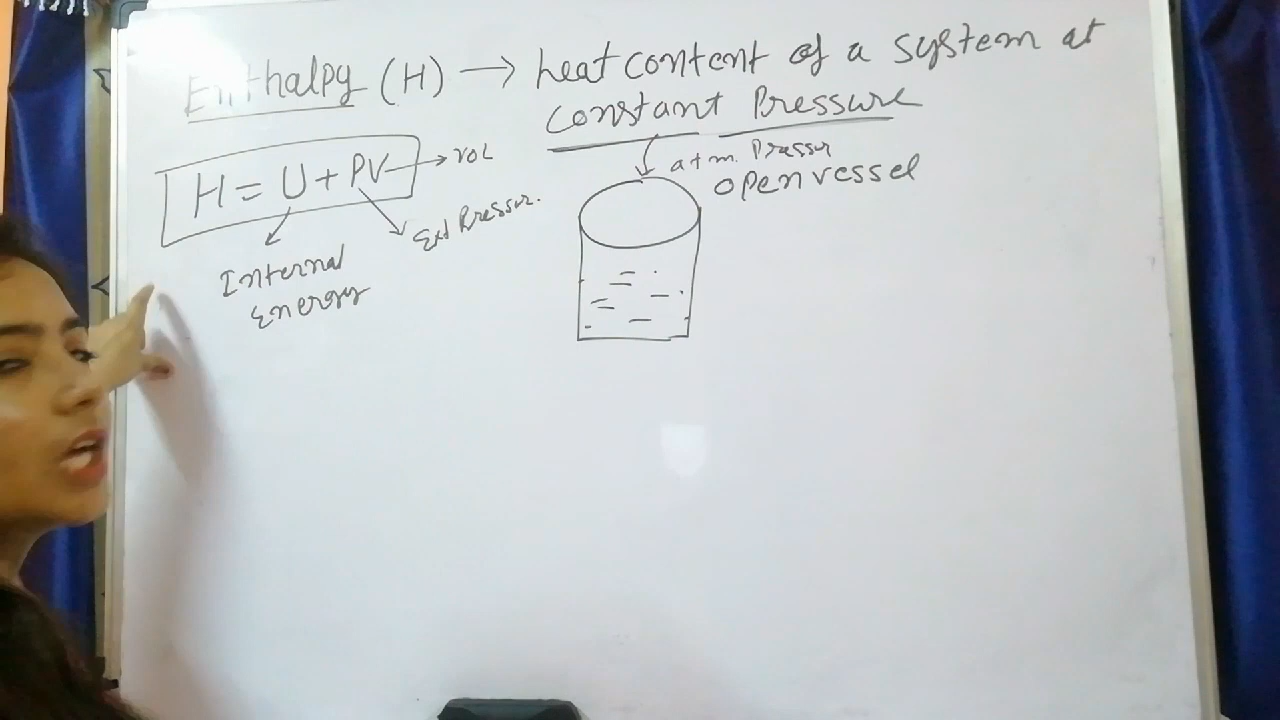 Enthalpy (H) → heat content of a system at
constant Pressure
H = U + PV → vol
atm. Pressur
open vessel
Ext Pressur.
Internal
Energy